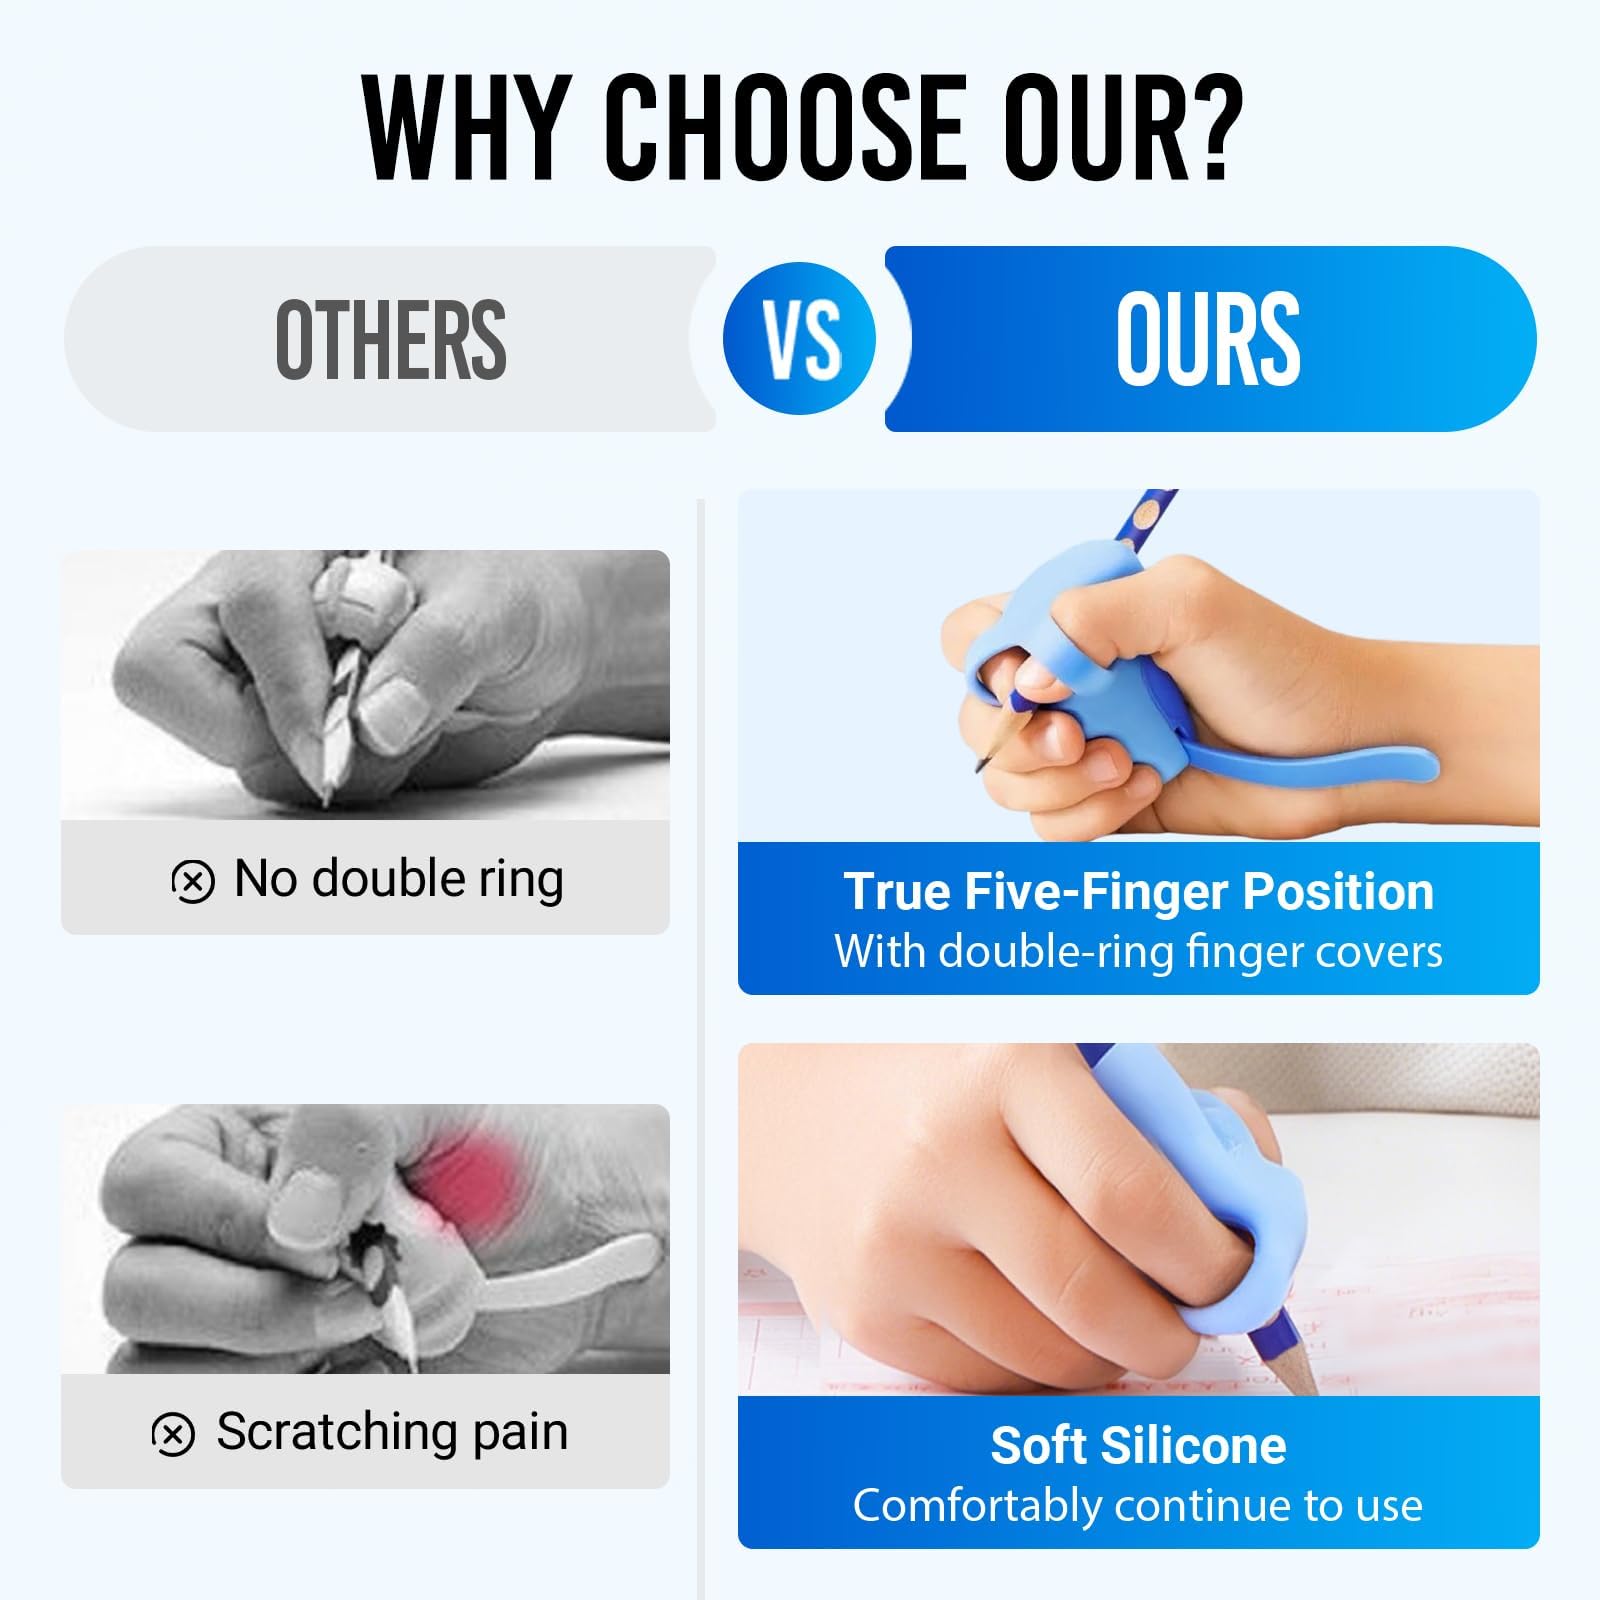 WHY CHOOSE OUR?
OTHERS
VS
OURS
No double ring
True Five-Finger Position
With double-ring finger covers
Scratching pain
Soft Silicone
Comfortably continue to use